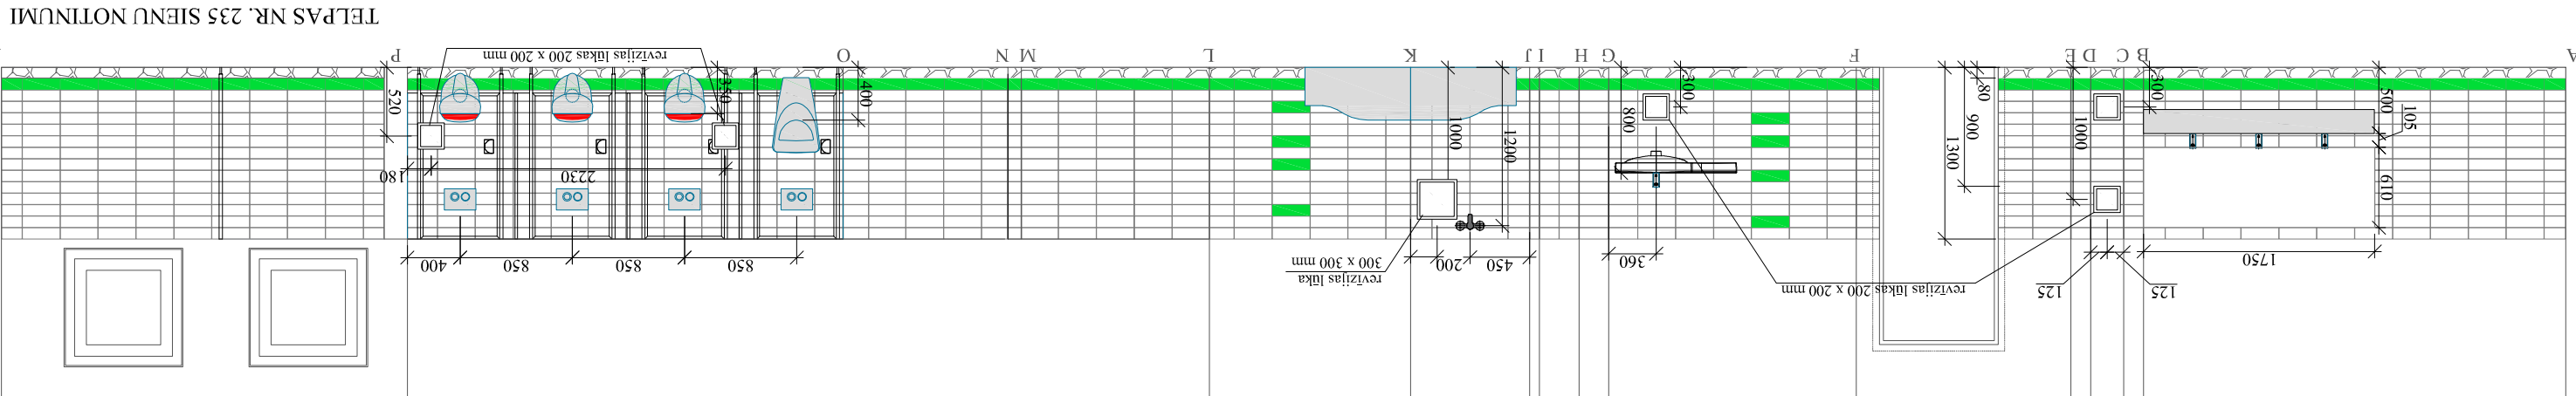 125
125
revīzijas lūkas 200 x 200 mm
revīzijas lūka
300 x 300 mm
1750
360
450
200
850
850
850
400
610
105
500
300
1000
1300
900
80
800
300
1200
1000
2230
180
400
350
520
revīzijas lūkas 200 x 200 mm
A
B
C
D
E
F
G
H
I
J
K
L
M
N
O
P
TELPAS NR. 235 SIENU NOTINUMI